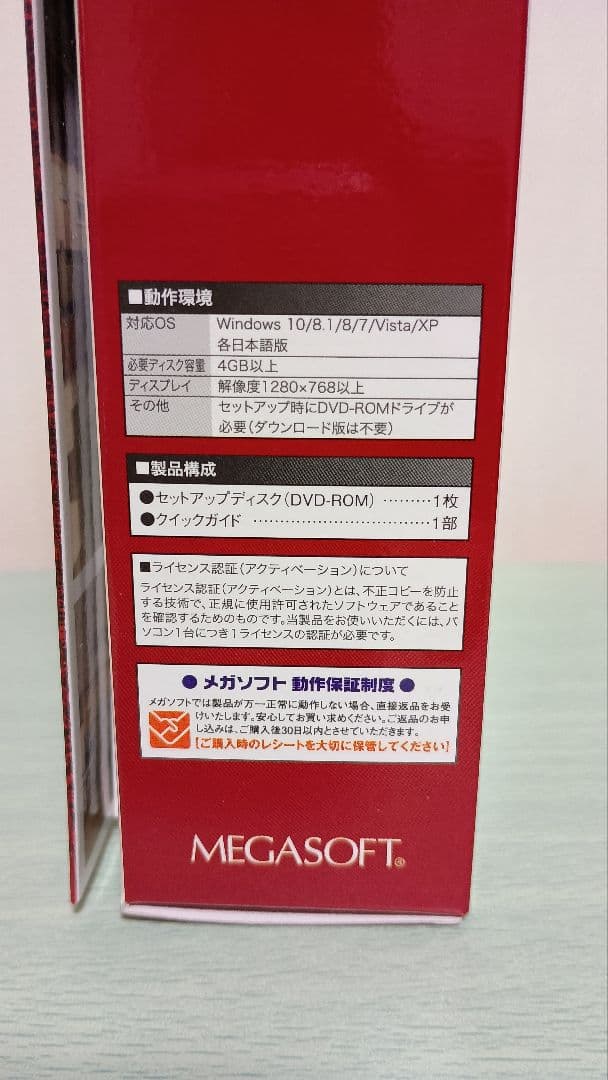 ■動作環境
対応OS Windows 10/8.1/8/7/Vista/XP
各日本語版
必要ディスク容量 4GB以上
ディスプレイ 解像度1280×768以上
その他 セットアップ時にDVD-ROMドライブが
必要(ダウンロード版は不要)
■製品構成
●セットアップディスク(DVD-ROM) ………1枚
●クイックガイド ……………………………1部
■ライセンス認証(アクティベーション)について
ライセンス認証(アクティベーション)とは、不正コピーを防止
する技術で、正規に使用許可されたソフトウェアであること
を確認するためのものです。当製品をお使いいただくには、パ
ソコン1台につき1ライセンスの認証が必要です。
● メガソフト 動作保証制度 ●
メガソフトでは製品が万一正常に動作しない場合、直接返品をお受
けいたします。安心してお買い求めください。ご返品のお申
し込みは、ご購入後30日以内とさせていただきます。
[ご購入時のレシートを大切に保管してください]
MEGASOFT®